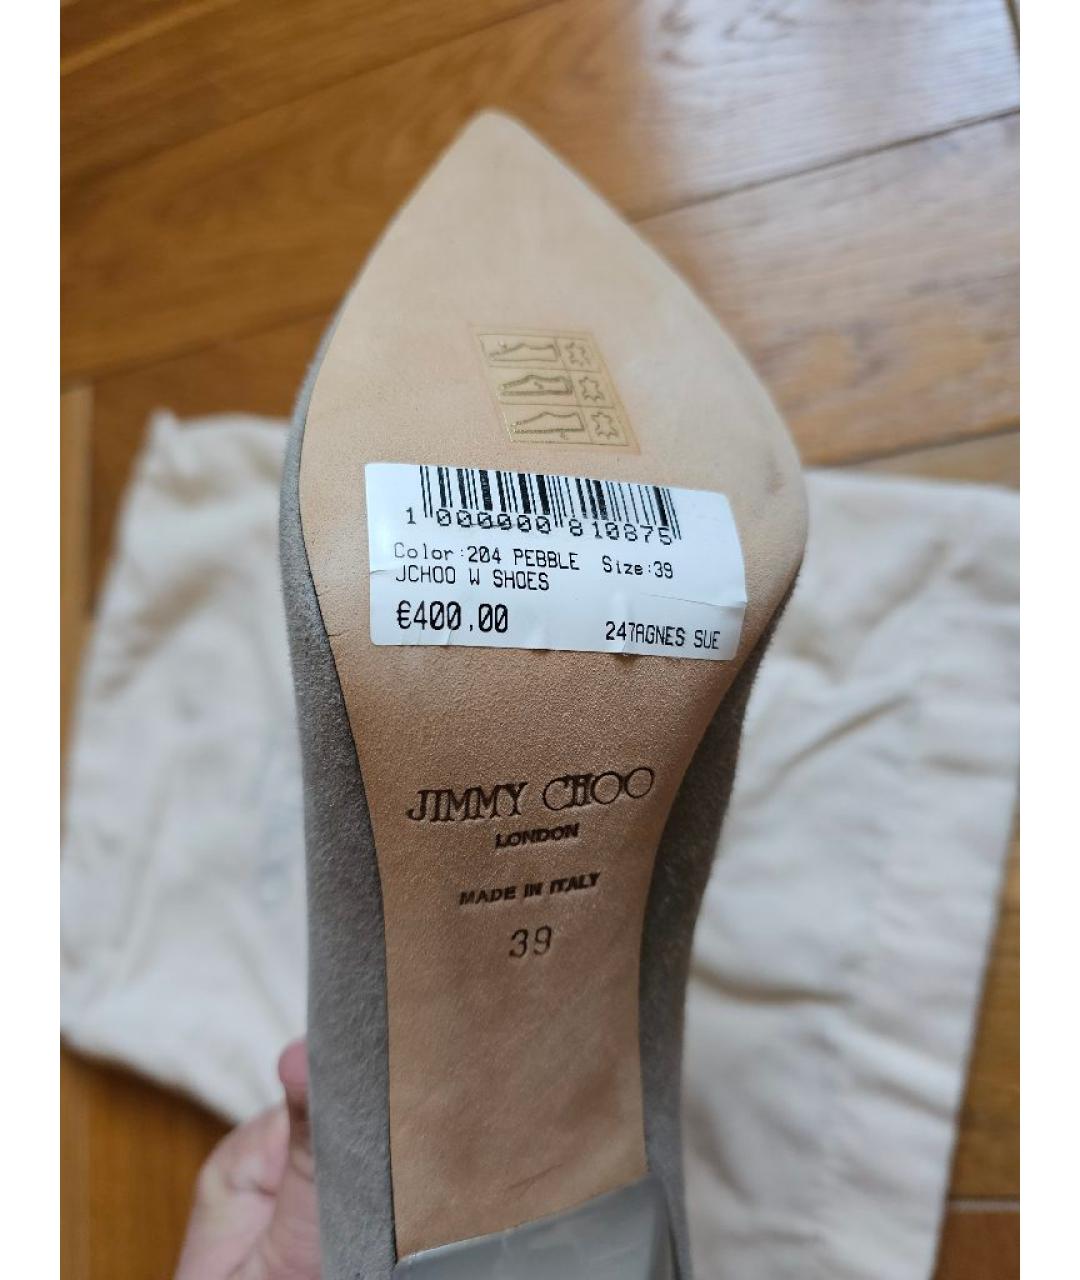 1 000000 810875
Color:204 PEBBLE Size:39
JCHOO W SHOES
€400.00 247AGNES SUE
JIMMY CHOO
LONDON
MADE IN ITALY
39